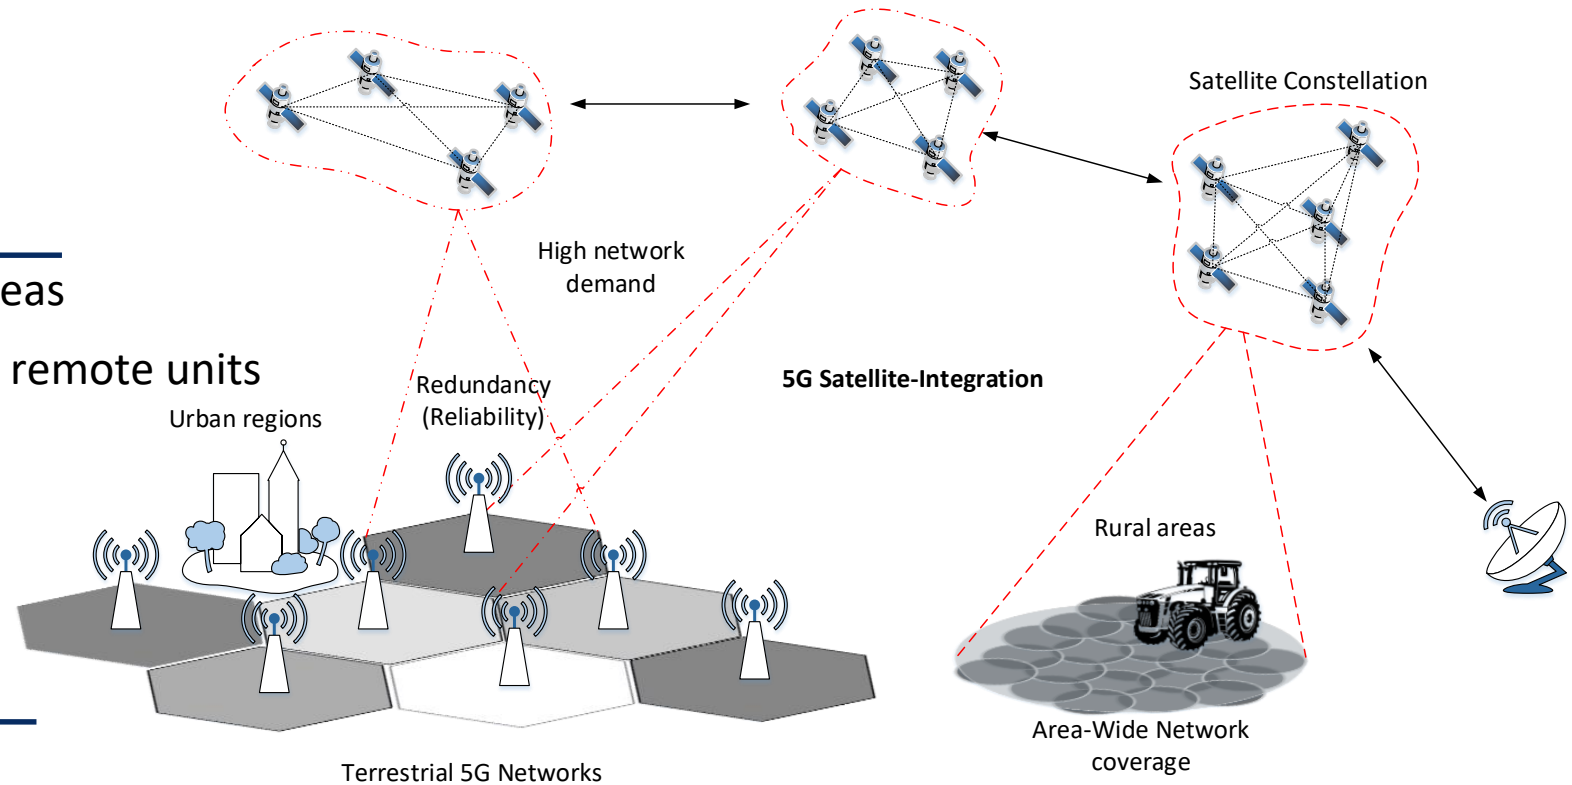 Satellite Constellation
High network
demand
eas
remote units
5G Satellite-Integration
Redundancy
(Reliability)
Urban regions
Rural areas
Area-Wide Network
coverage
Terrestrial 5G Networks